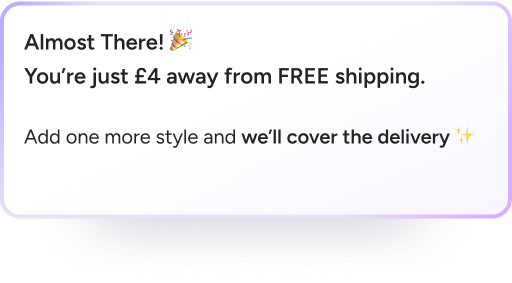 Almost There! 🎉
You’re just £4 away from FREE shipping.
Add one more style and we’ll cover the delivery ✨